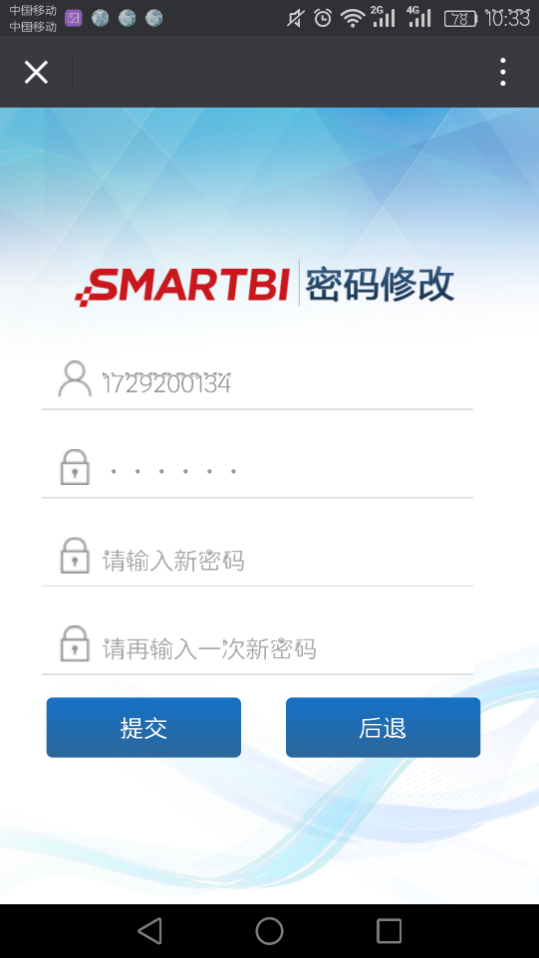 中国移动
中国移动
2G
4G
78
10:33
SMARTBI 密码修改
1729200134
······
请输入新密码
请再输入一次新密码
提交
后退